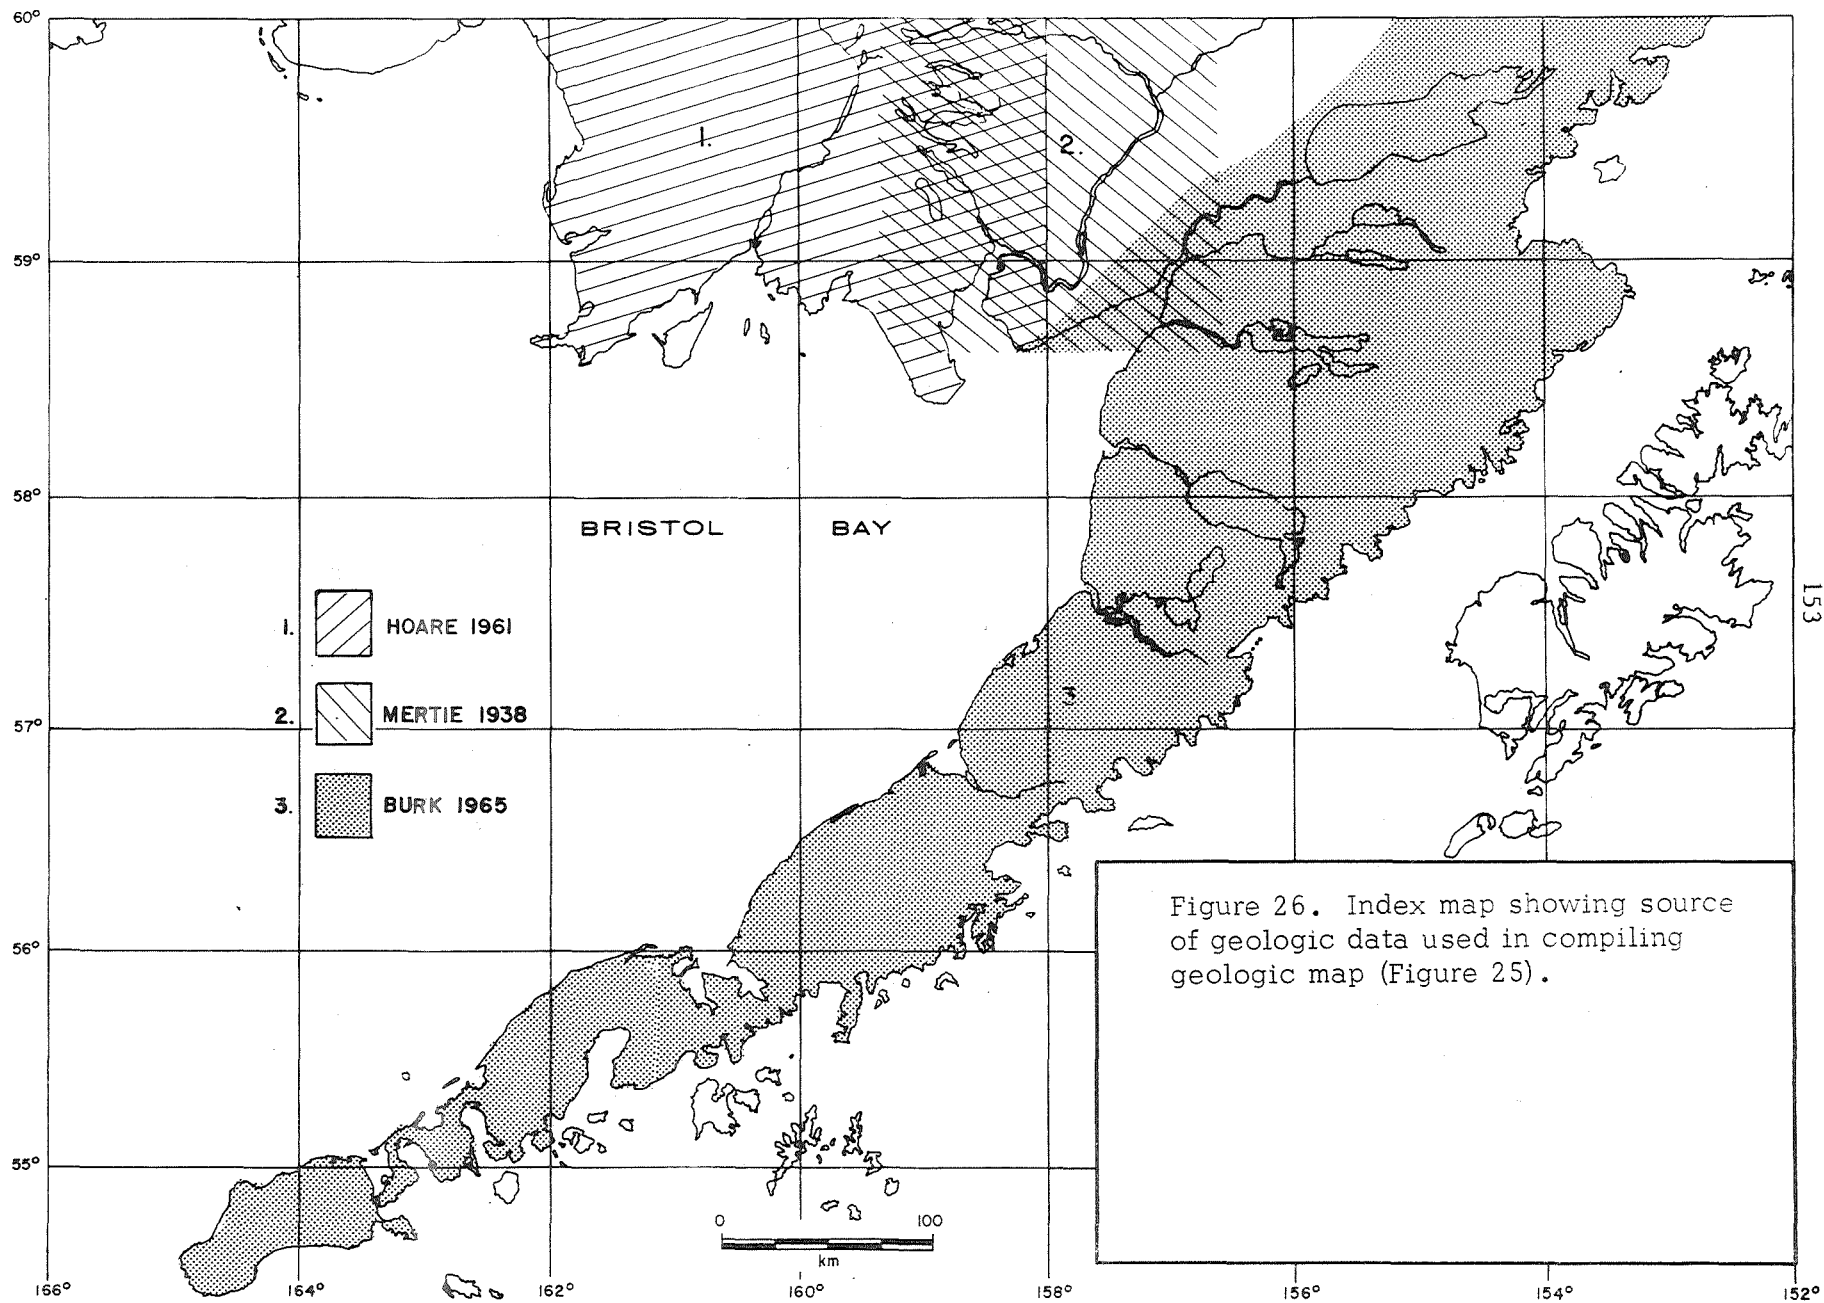 60°
59°
58°
57°
56°
55°
1.
2.
3
BRISTOL BAY
1. HOARE 1961
2. MERTIE 1938
3. BURK 1965
153
Figure 26. Index map showing source
of geologic data used in compiling
geologic map (Figure 25).
0 100
km
166° 164° 162° 160° 158° 156° 154° 152°